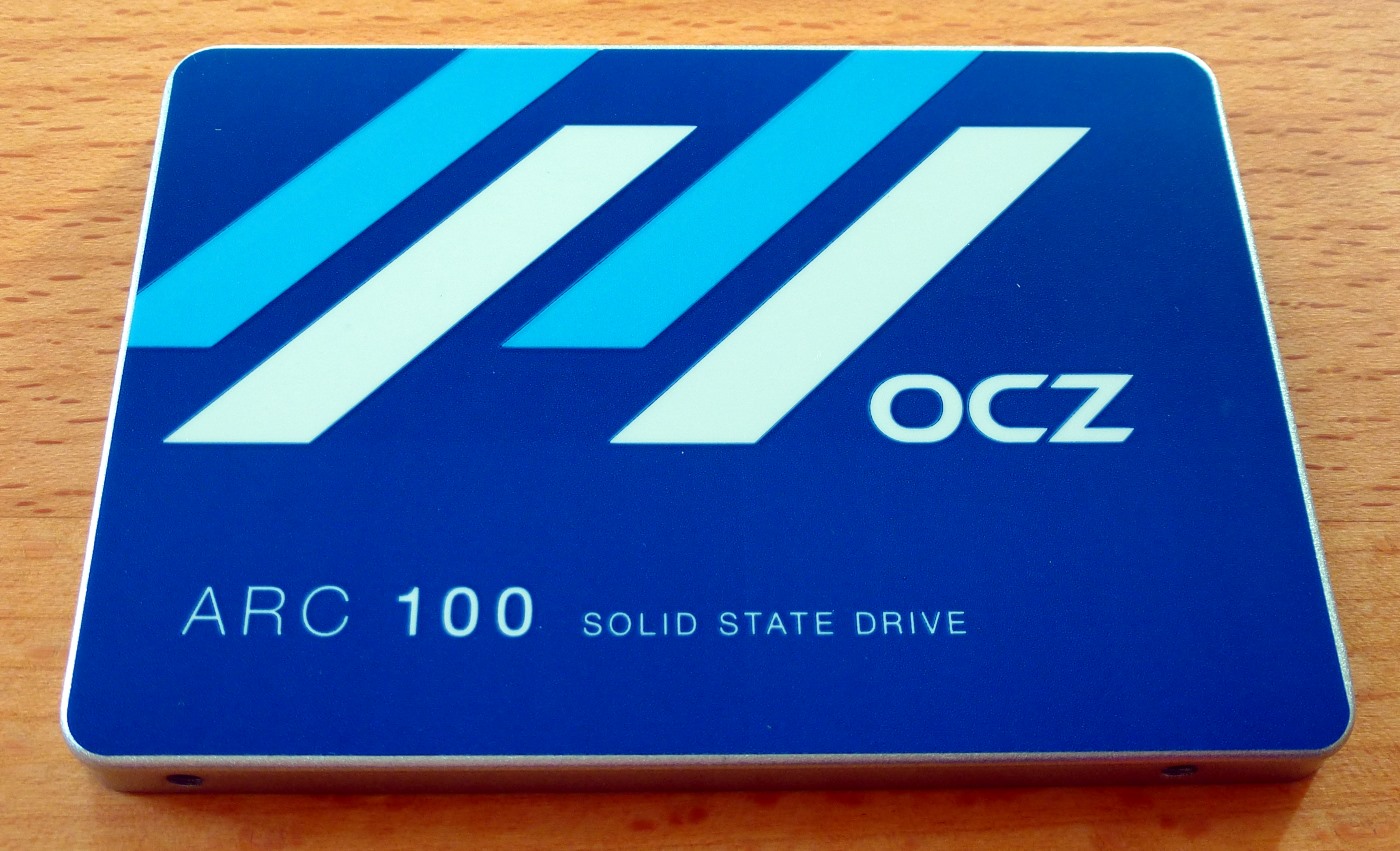 OCZ
ARC 100 SOLID STATE DRIVE